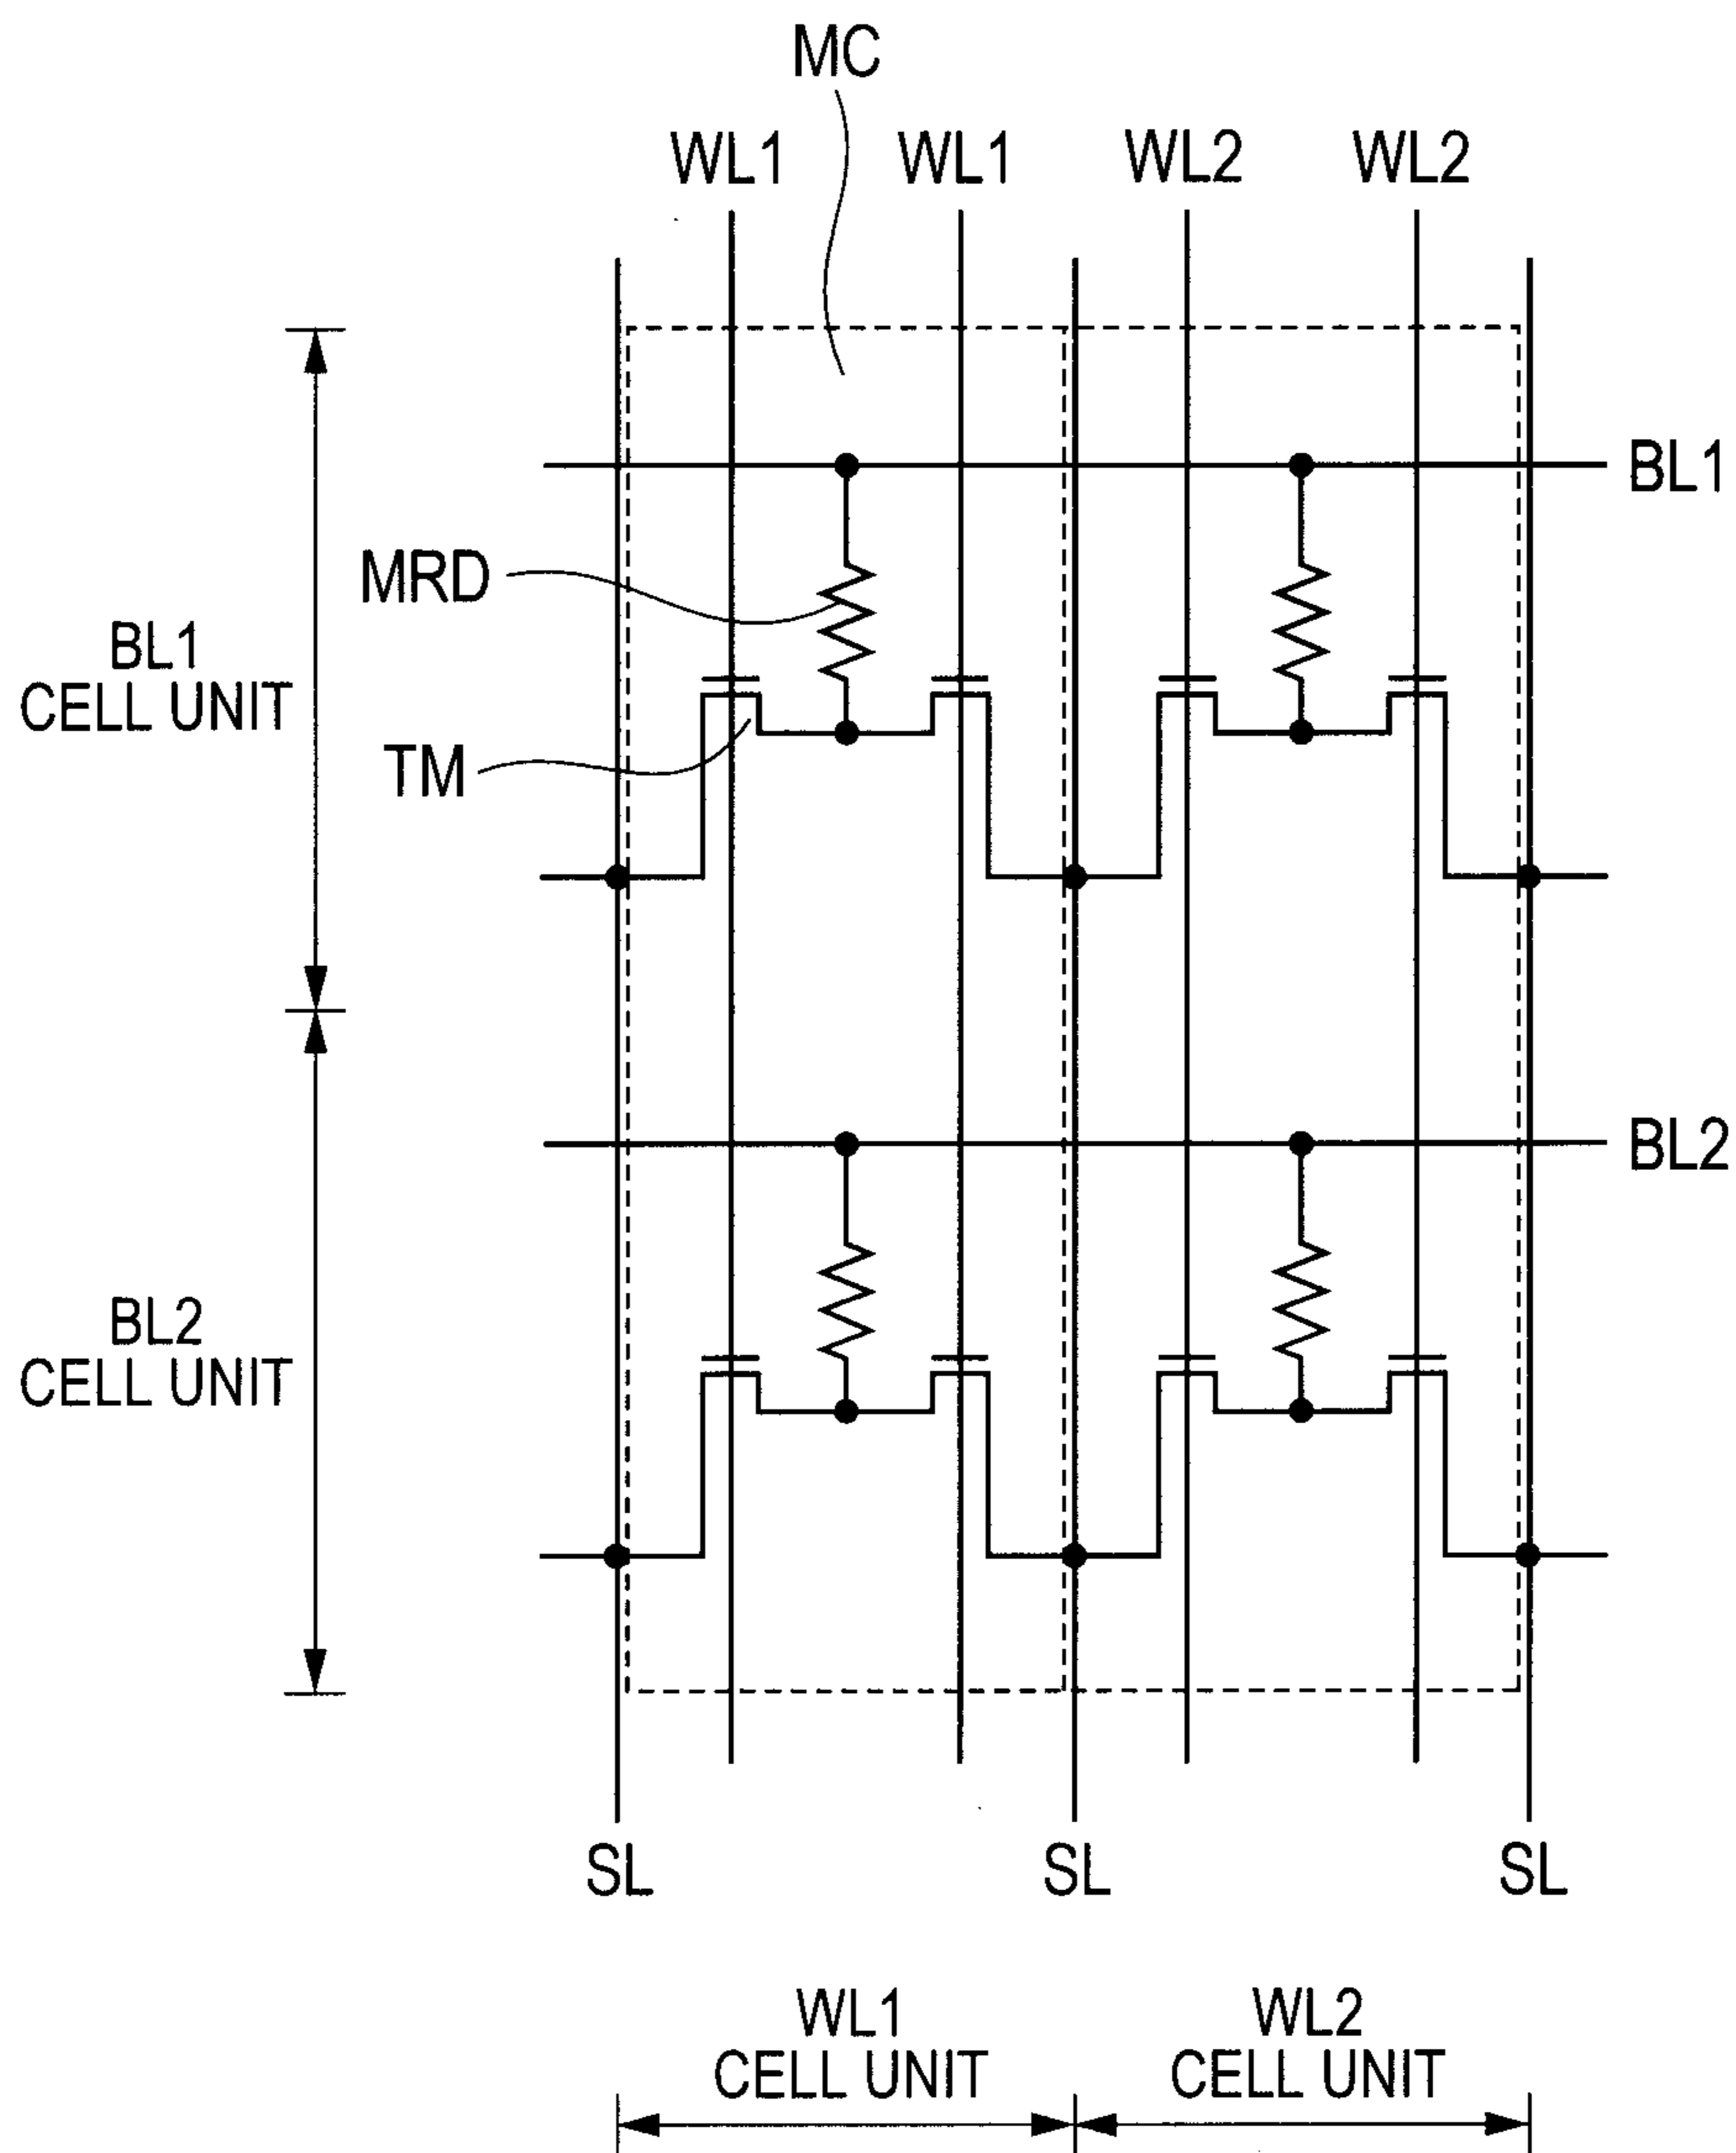 MC
WL1 WL1 WL2 WL2
BL1
MRD
BL1
CELL UNIT
TM
BL2
BL2
CELL UNIT
SL SL SL
WL1
CELL UNIT
WL2
CELL UNIT